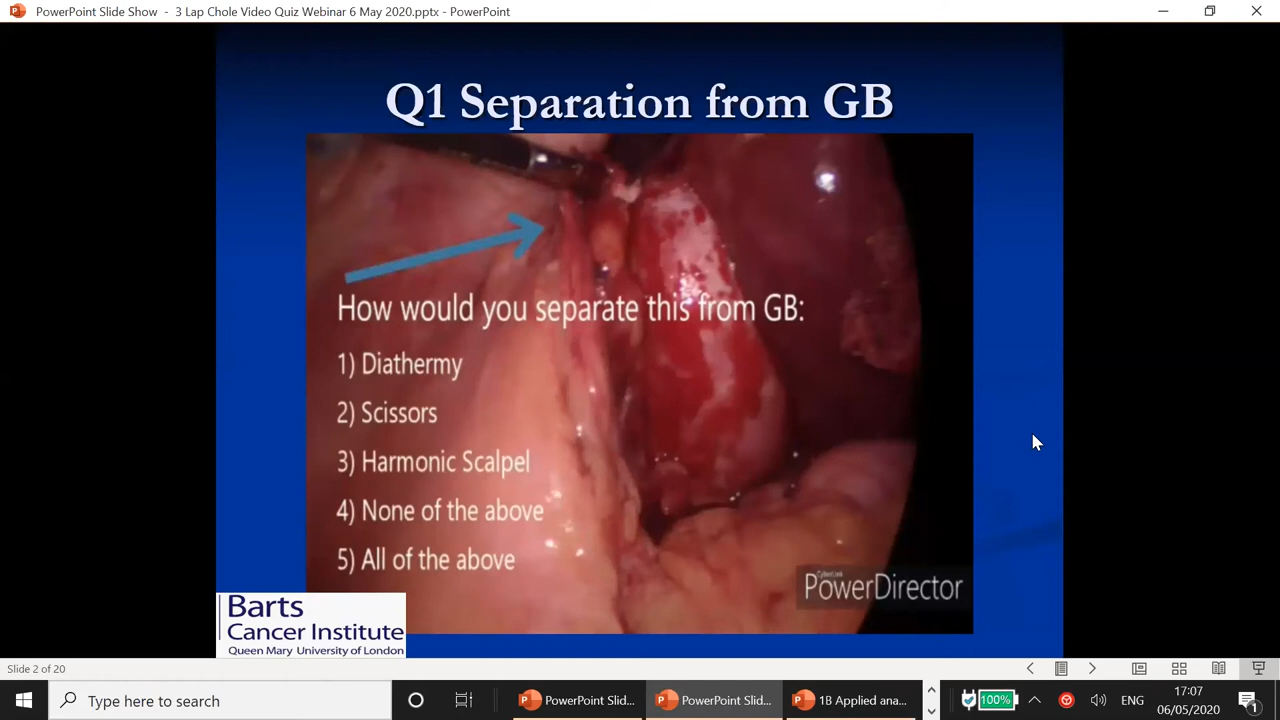 PowerPoint Slide Show - 3 Lap Chole Video Quiz Webinar 6 May 2020.pptx - PowerPoint
Q1 Separation from GB
How would you separate this from GB:
1) Diathermy
2) Scissors
3) Harmonic Scalpel
4) None of the above
5) All of the above
CyberLink
PowerDirector
Barts
Cancer Institute
Queen Mary University of London
Slide 2 of 20
Type here to search
PowerPoint Slid...
PowerPoint Slid...
1B Applied ana...
100%
ENG
17:07
06/05/2020
1